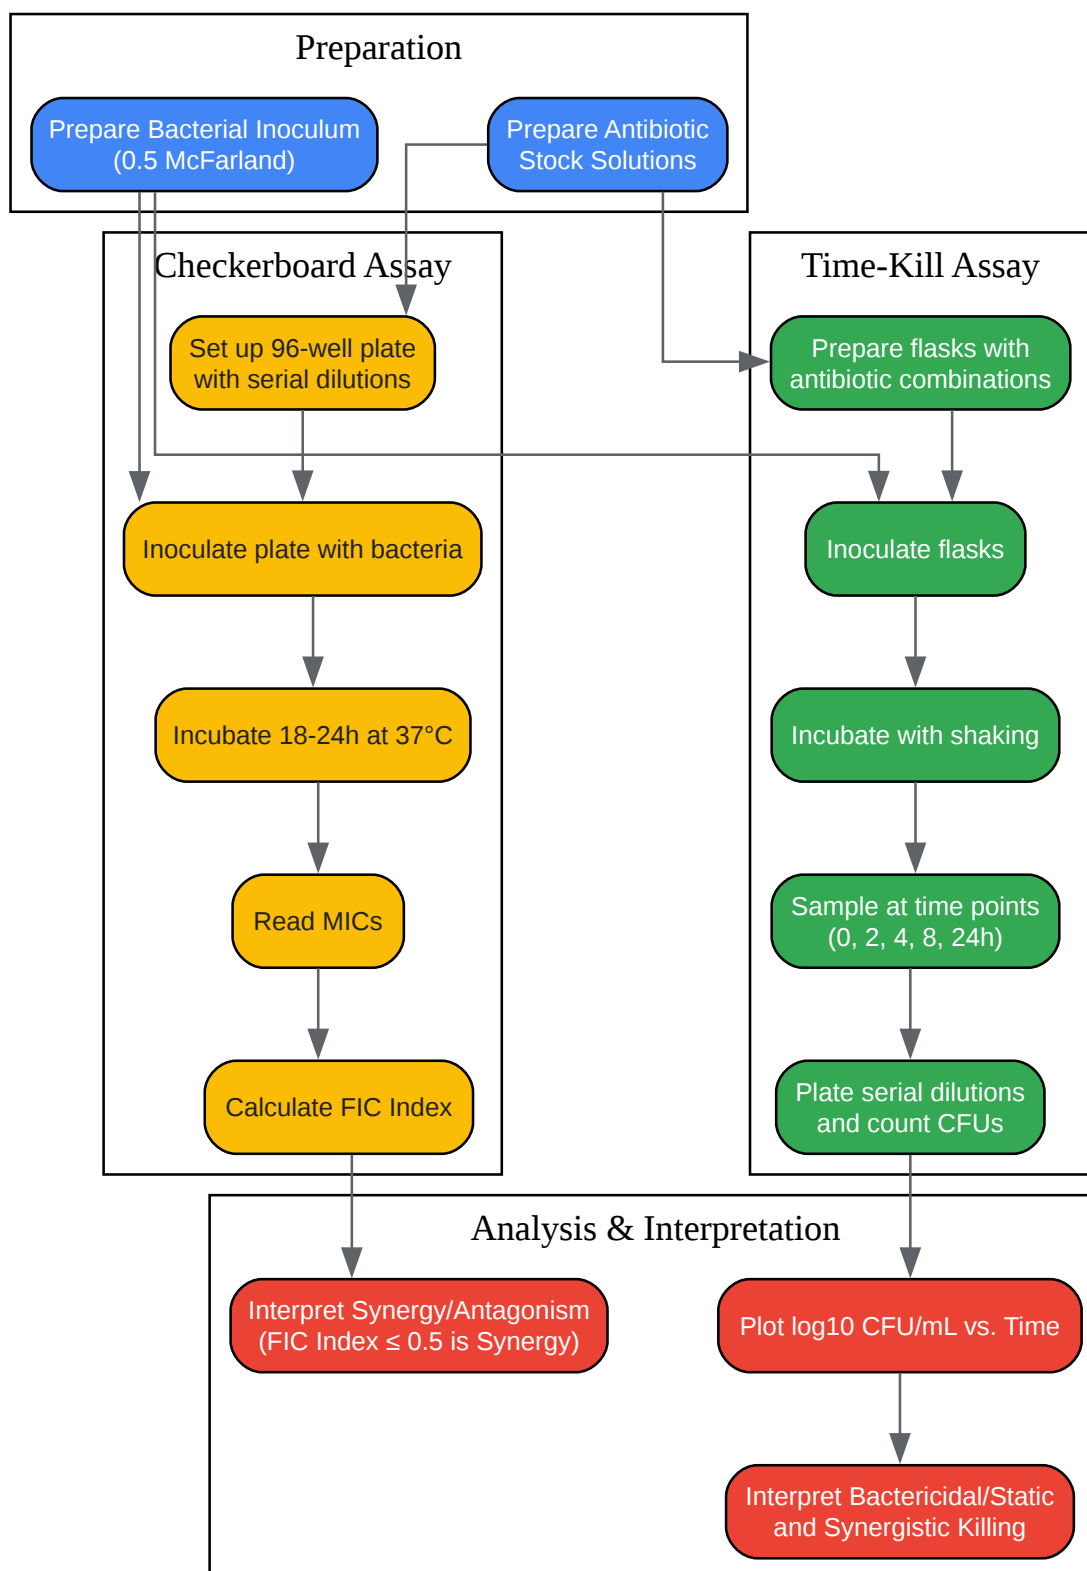 Preparation
Prepare Bacterial Inoculum
(0.5 McFarland)
Prepare Antibiotic
Stock Solutions
Checkerboard Assay
Set up 96-well plate
with serial dilutions
Inoculate plate with bacteria
Incubate 18-24h at 37°C
Read MICs
Calculate FIC Index
Time-Kill Assay
Prepare flasks with
antibiotic combinations
Inoculate flasks
Incubate with shaking
Sample at time points
(0, 2, 4, 8, 24h)
Plate serial dilutions
and count CFUs
Analysis & Interpretation
Interpret Synergy/Antagonism
(FIC Index ≤ 0.5 is Synergy)
Plot log10 CFU/mL vs. Time
Interpret Bactericidal/Static
and Synergistic Killing